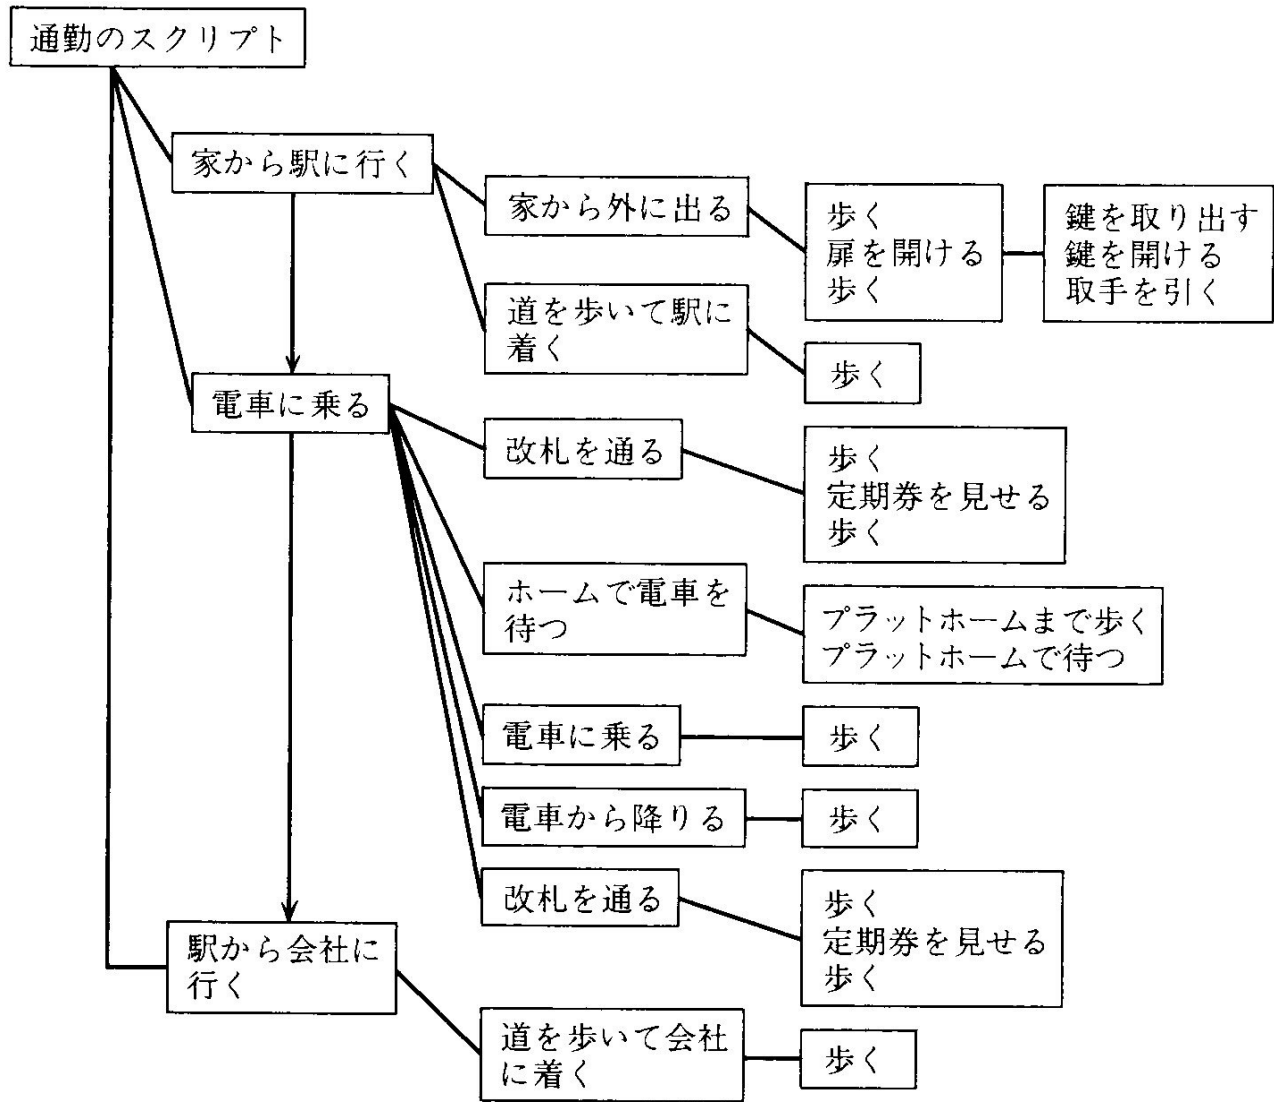 通勤のスクリプト
家から駅に行く
家から外に出る
歩く
扉を開ける
歩く
鍵を取り出す
鍵を開ける
取手を引く
道を歩いて駅に
着く
歩く
電車に乗る
改札を通る
歩く
定期券を見せる
歩く
ホームで電車を
待つ
プラットホームまで歩く
プラットホームで待つ
電車に乗る
歩く
電車から降りる
歩く
改札を通る
歩く
定期券を見せる
歩く
駅から会社に
行く
道を歩いて会社
に着く
歩く